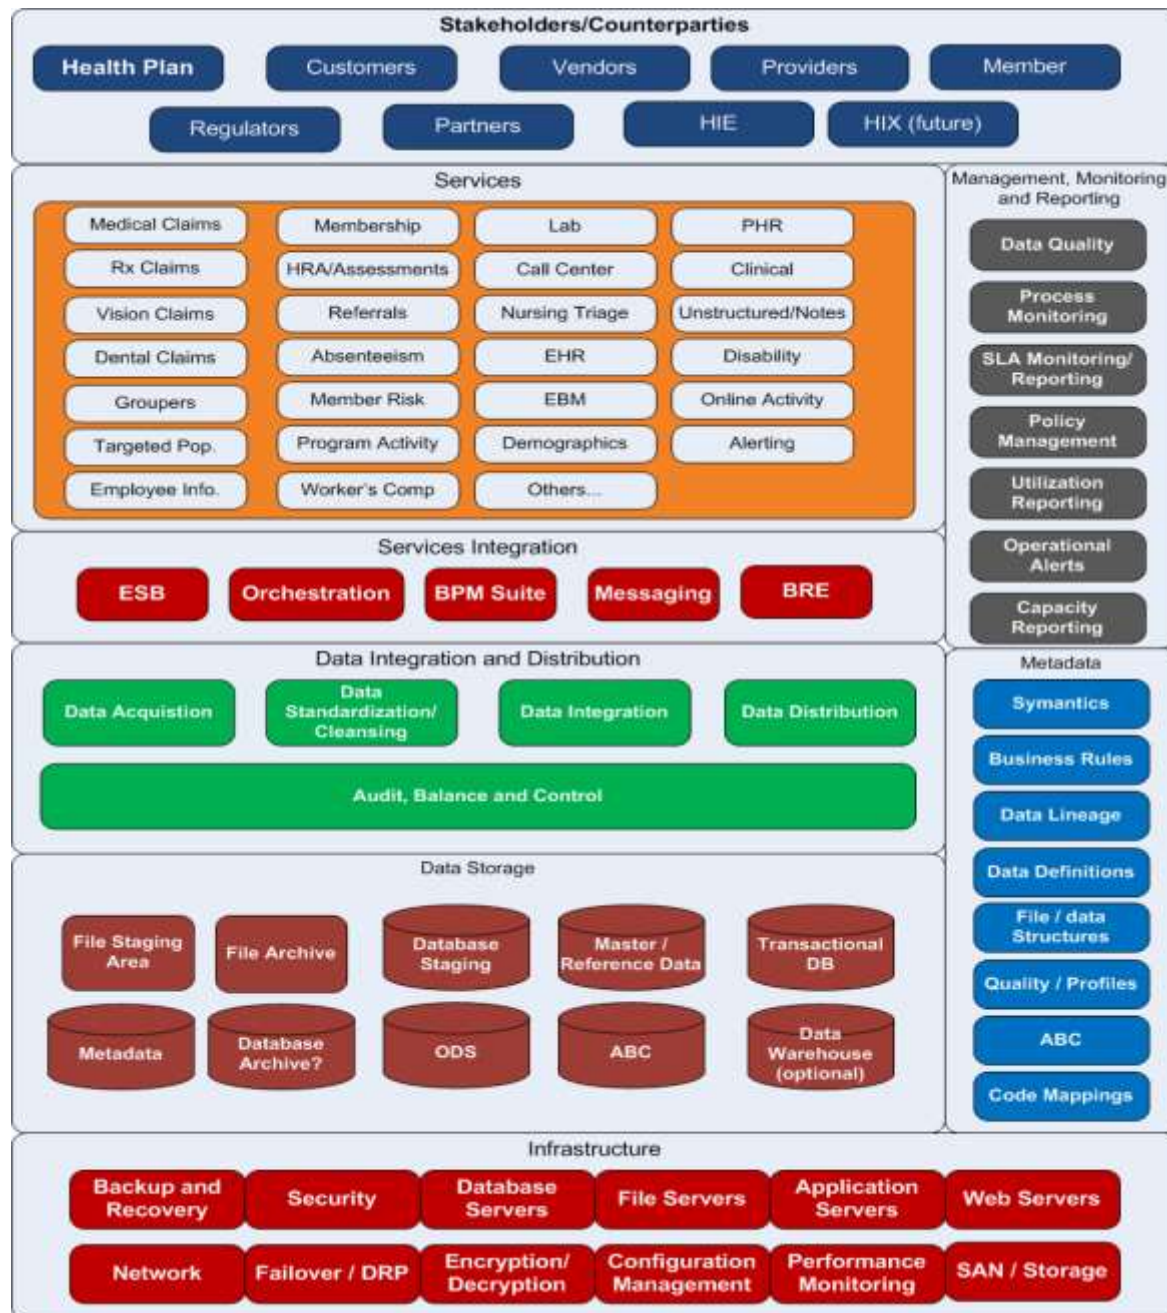 Stakeholders/Counterparties
Health Plan
Customers
Vendors
Providers
Member
Regulators
Partners
HIE
HIX (future)
Services
Medical Claims
Membership
Lab
PHR
Rx Claims
HRA/Assessments
Call Center
Clinical
Vision Claims
Referrals
Nursing Triage
Unstructured/Notes
Dental Claims
Absenteeism
EHR
Disability
Groupers
Member Risk
EBM
Online Activity
Targeted Pop.
Program Activity
Demographics
Alerting
Employee Info.
Worker's Comp
Others...
Management, Monitoring
and Reporting
Data Quality
Process
Monitoring
SLA Monitoring/
Reporting
Policy
Management
Utilization
Reporting
Operational
Alerts
Capacity
Reporting
Services Integration
ESB
Orchestration
BPM Suite
Messaging
BRE
Data Integration and Distribution
Data Acquistion
Data
Standardization/
Cleansing
Data Integration
Data Distribution
Audit, Balance and Control
Metadata
Symantics
Business Rules
Data Lineage
Data Definitions
File / data
Structures
Quality / Profiles
ABC
Code Mappings
Data Storage
File Staging
Area
File Archive
Database
Staging
Master /
Reference Data
Transactional
DB
Metadata
Database
Archive?
ODS
ABC
Data
Warehouse
(optional)
Infrastructure
Backup and
Recovery
Security
Database
Servers
File Servers
Application
Servers
Web Servers
Network
Failover / DRP
Encryption/
Decryption
Configuration
Management
Performance
Monitoring
SAN / Storage